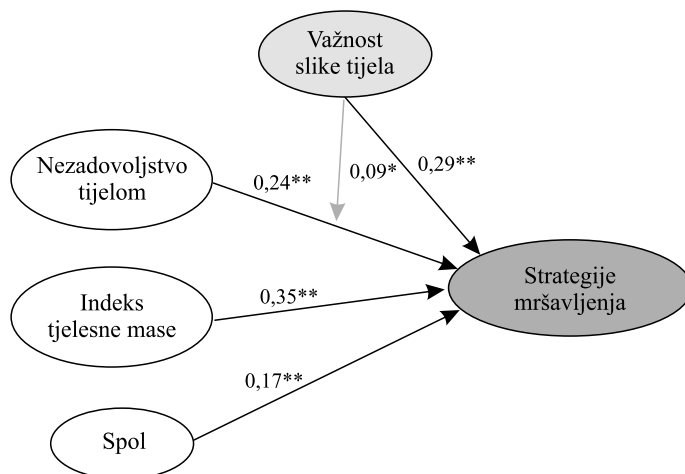 Važnost
slike tijela
Nezadovoljstvo
tijelom
0,24**
0,09*
0,29**
Indeks
tjelesne mase
0,35**
Strategije
mršavljenja
0,17**
Spol